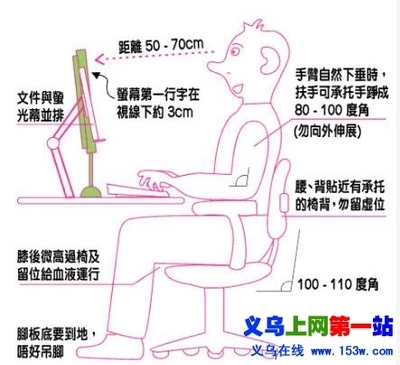 距離 50 - 70cm
文件與螢
光幕並排
螢幕第一行字在
視線下約 3cm
手臂自然下垂時,
扶手可承托手踭成
80 - 100 度角
(勿向外伸展)
腰、背貼近有承托
的椅背,勿留虛位
膝後微高過椅及
留位給血液運行
100 - 110 度角
腳板底要到地,
唔好吊腳
义乌上网第一站
义乌在线 www.153w.com